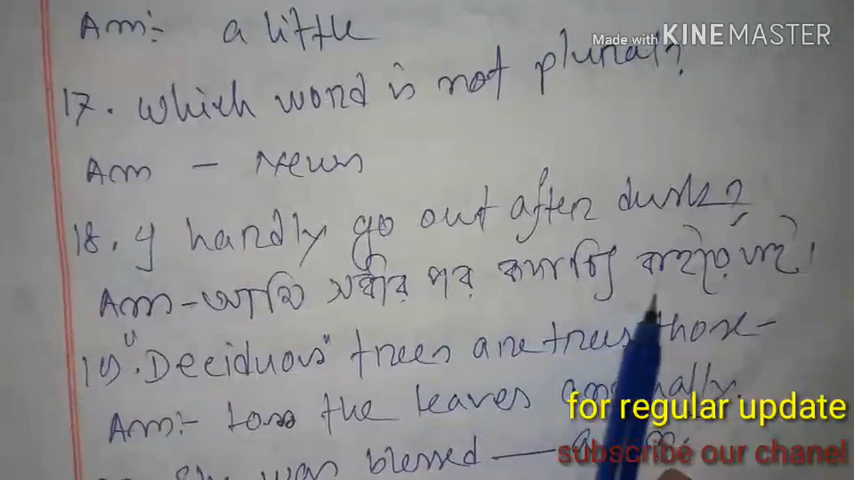 Ans:- a little
Made with KINEMASTER
17. which word is not plural?
Ans - News
18. I hardly go out after dusk?
Ans - আমি সন্ধ্যার পর কদাচিৎ বাইরে যাই।
19. "Deciduous" trees are trees those -
Ans:- Loss the leaves annually.
for regular update
She was blessed —
subscribe our chanel